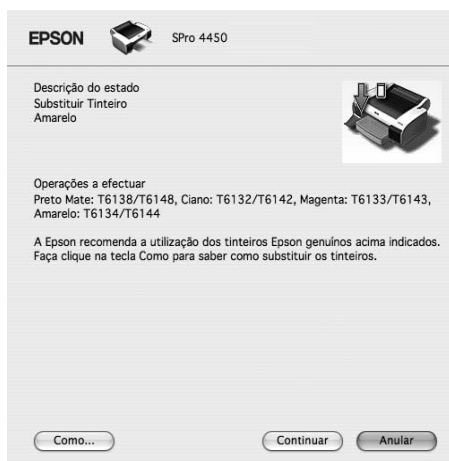 EPSON SPro 4450
Descrição do estado
Substituir Tinteiro
Amarelo
Operações a efectuar
Preto Mate: T6138/T6148, Ciano: T6132/T6142, Magenta: T6133/T6143,
Amarelo: T6134/T6144
A Epson recomenda a utilização dos tinteiros Epson genuínos acima indicados.
Faça clique na tecla Como para saber como substituir os tinteiros.
Como... Continuar Anular